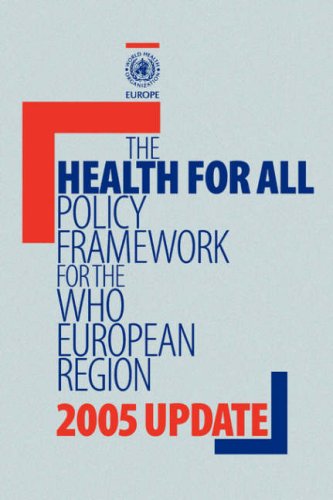 WORLD HEALTH ORGANIZATION
EUROPE
THE
HEALTH FOR ALL
POLICY
FRAMEWORK
FOR THE
WHO
EUROPEAN
REGION
2005 UPDATE